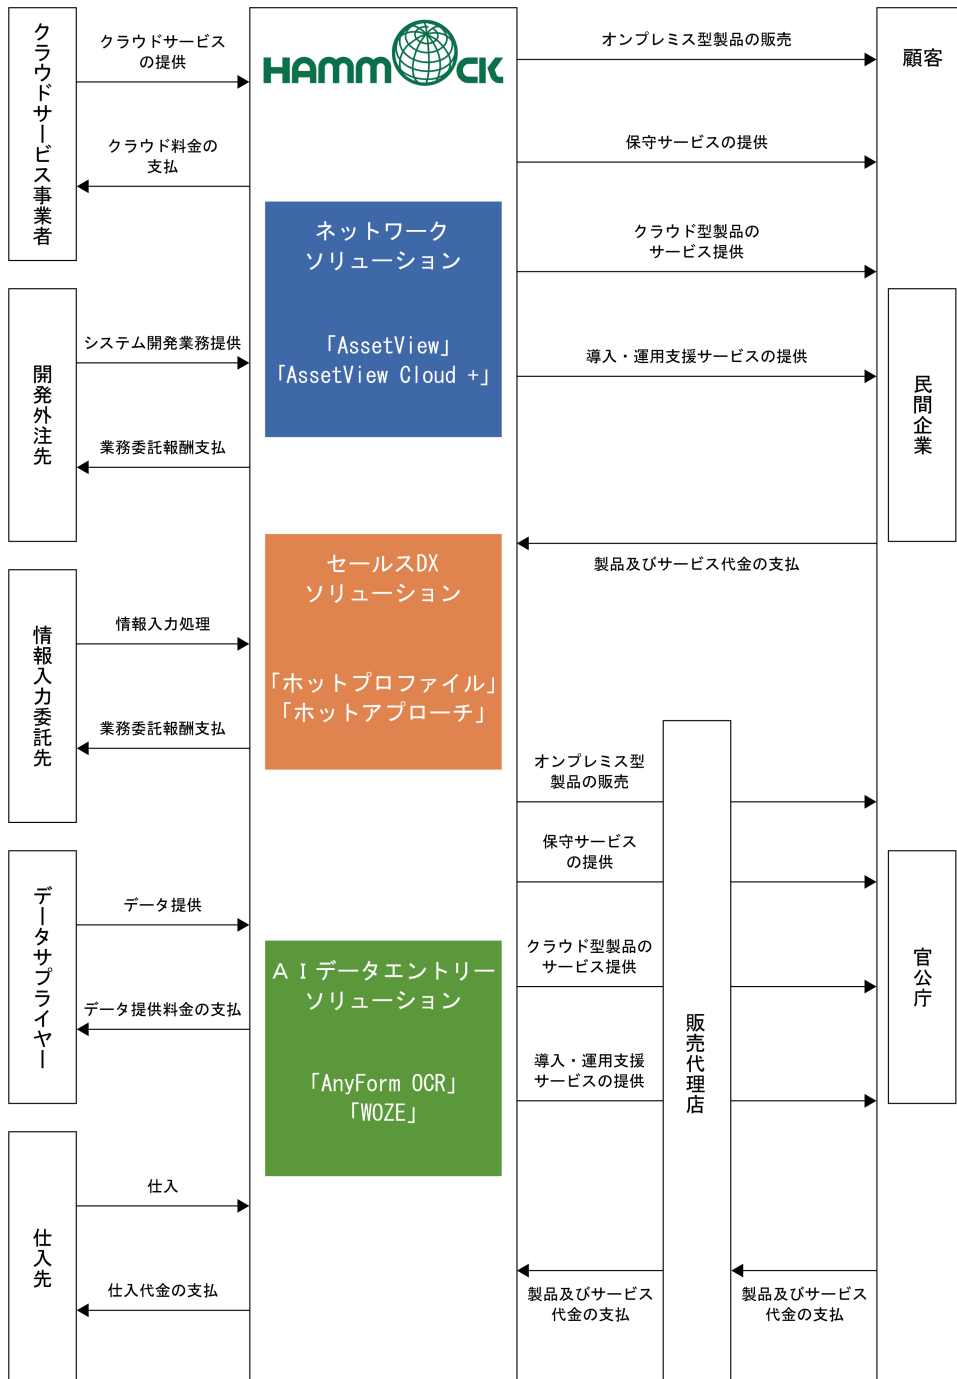 クラウドサービス事業者
クラウドサービス
の提供
クラウド料金の
支払
開発外注先
システム開発業務提供
業務委託報酬支払
情報入力委託先
情報入力処理
業務委託報酬支払
データサプライヤー
データ提供
データ提供料金の支払
仕入先
仕入
仕入代金の支払
HAMMOCK
ネットワーク
ソリューション
「AssetView」
「AssetView Cloud +」
セールスDX
ソリューション
「ホットプロファイル」
「ホットアプローチ」
ＡＩデータエントリー
ソリューション
「AnyForm OCR」
「WOZE」
オンプレミス型製品の販売
保守サービスの提供
クラウド型製品の
サービス提供
導入・運用支援サービスの提供
製品及びサービス代金の支払
オンプレミス型
製品の販売
保守サービス
の提供
クラウド型製品の
サービス提供
導入・運用支援
サービスの提供
製品及びサービス
代金の支払
販売代理店
製品及びサービス
代金の支払
顧客
民間企業
官公庁